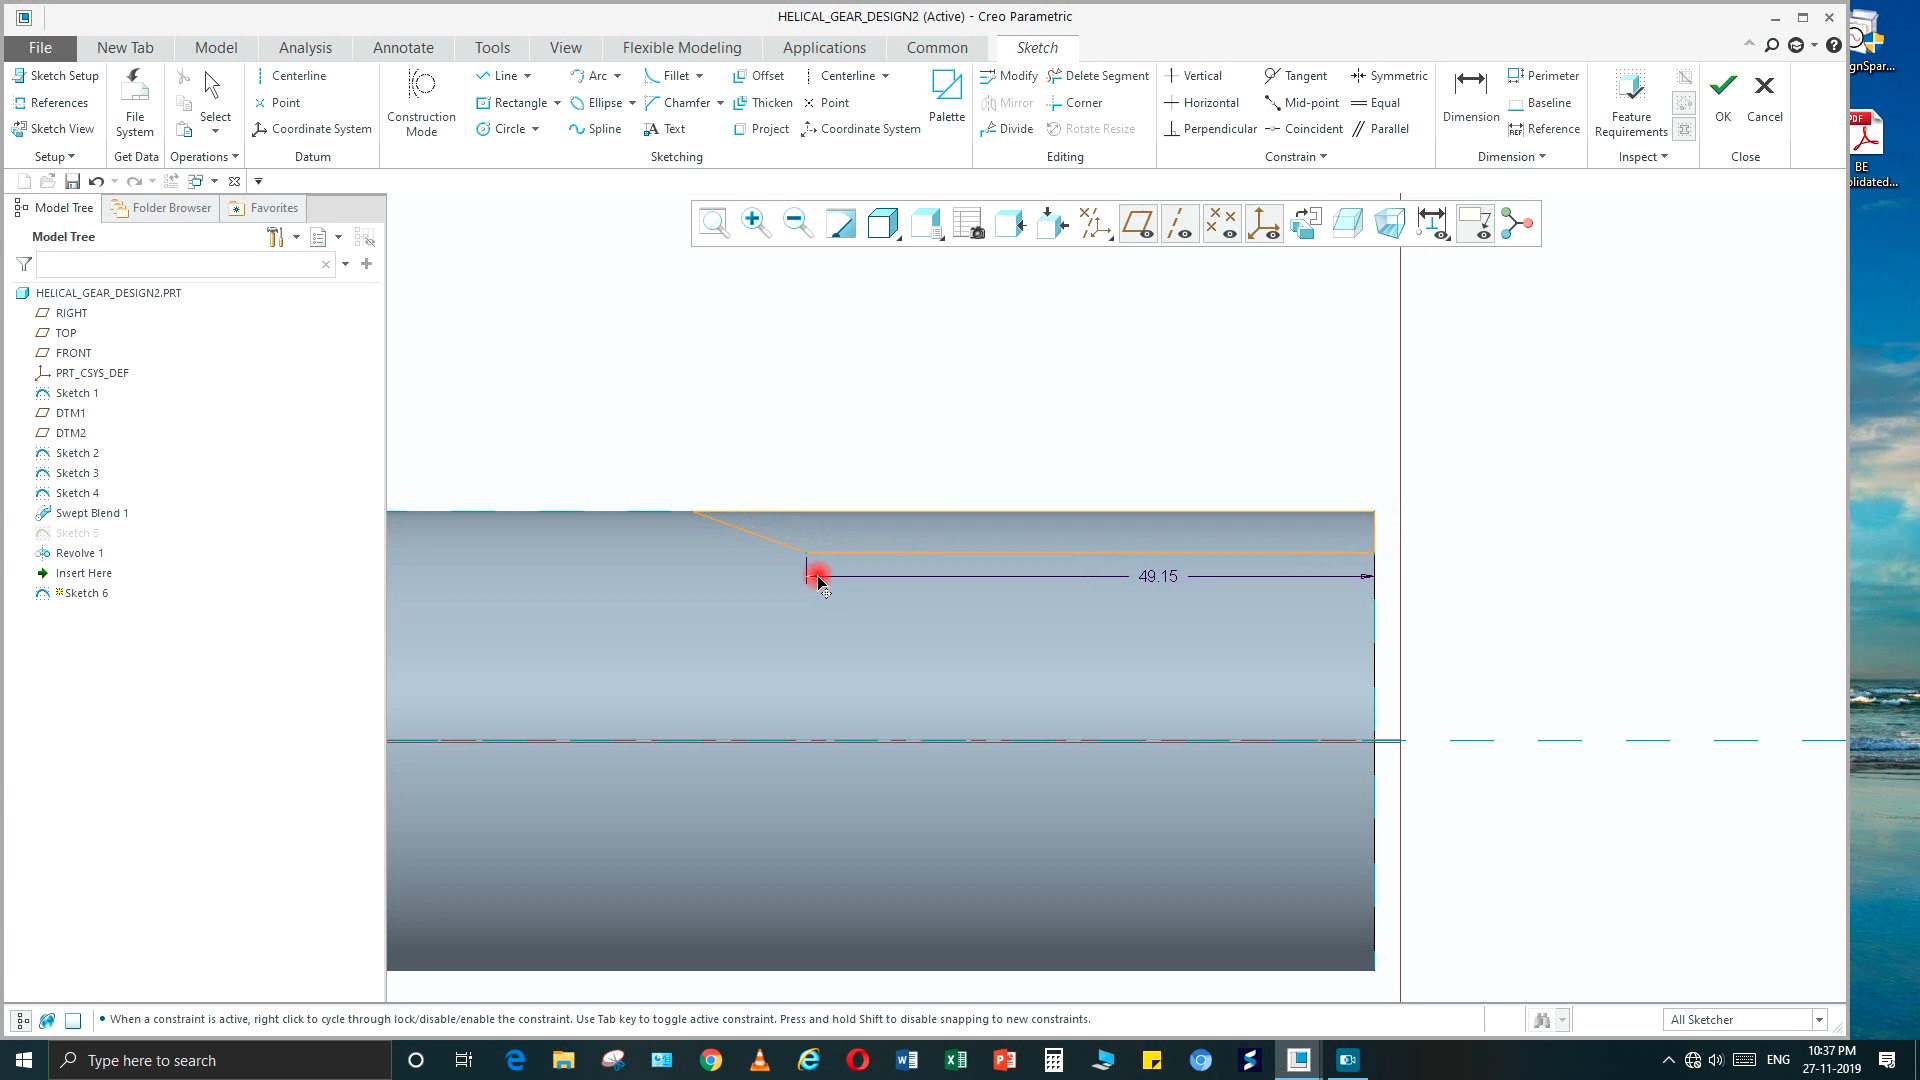 HELICAL_GEAR_DESIGN2 (Active) - Creo Parametric
File New Tab Model Analysis Annotate Tools View Flexible Modeling Applications Common Sketch
Sketch Setup
References
Sketch View
Setup
File System
Get Data
Select
Operations
Centerline
Point
Coordinate System
Datum
Construction Mode
Line Arc Fillet Offset Centerline
Rectangle Ellipse Chamfer Thicken Point
Circle Spline Text Project Coordinate System
Palette
Sketching
Modify Delete Segment
Mirror Corner
Divide Rotate Resize
Editing
Vertical Tangent Symmetric
Horizontal Mid-point Equal
Perpendicular Coincident Parallel
Constrain
Dimension
Perimeter
Baseline
REF Reference
Dimension
Feature Requirements
Inspect
OK
Cancel
Close
Model Tree Folder Browser Favorites
Model Tree
HELICAL_GEAR_DESIGN2.PRT
RIGHT
TOP
FRONT
PRT_CSYS_DEF
Sketch 1
DTM1
DTM2
Sketch 2
Sketch 3
Sketch 4
Swept Blend 1
Sketch 5
Revolve 1
Insert Here
Sketch 6
49.15
• When a constraint is active, right click to cycle through lock/disable/enable the constraint. Use Tab key to toggle active constraint. Press and hold Shift to disable snapping to new constraints.
All Sketcher
gnSpar...
PDF
BE
olidated...
Type here to search
ENG
10:37 PM
27-11-2019